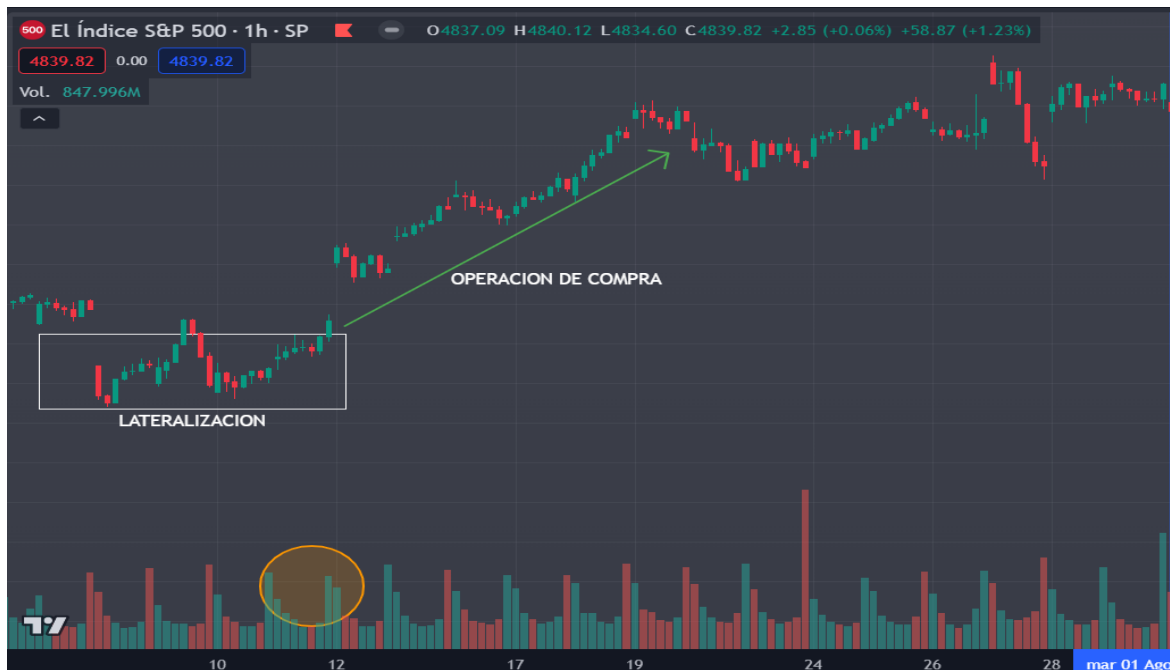 500 El Índice S&P 500 · 1h · SP O4837.09 H4840.12 L4834.60 C4839.82 +2.85 (+0.06%) +58.87 (+1.23%)
4839.82 0.00 4839.82
Vol. 847.996M
OPERACION DE COMPRA
LATERALIZACION
10 12 17 19 24 26 28 mar 01 Ago